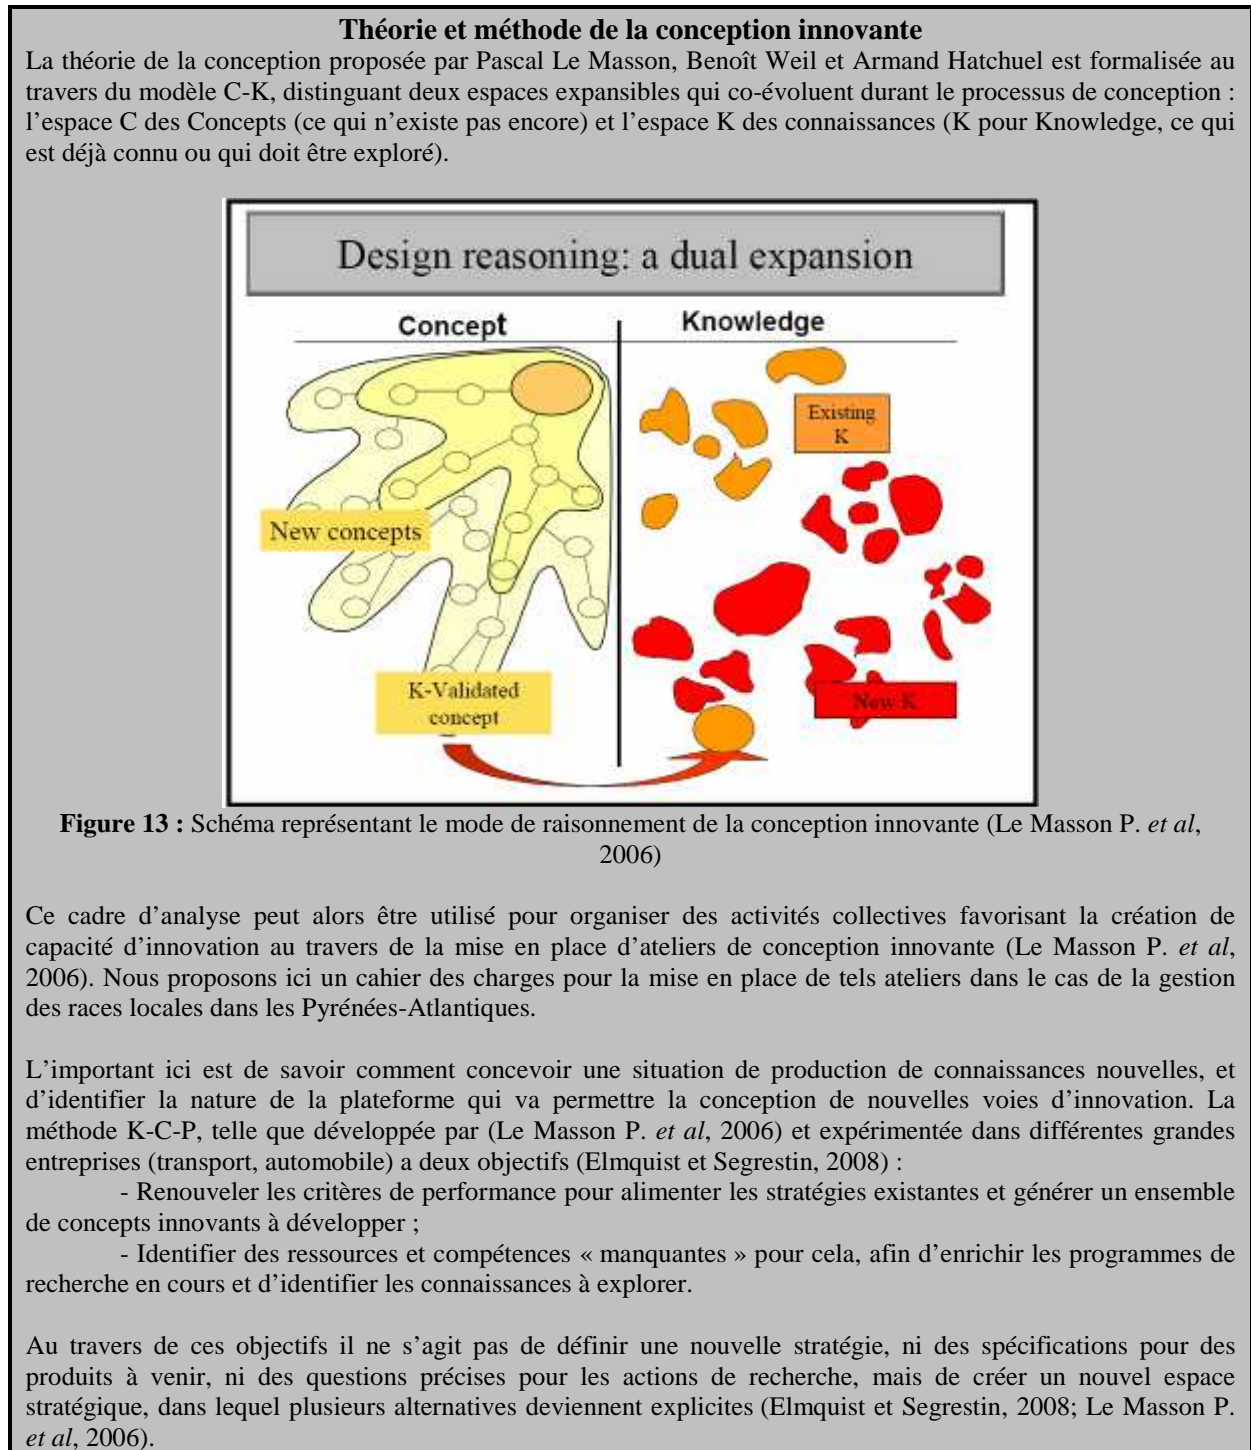 Théorie et méthode de la conception innovante
La théorie de la conception proposée par Pascal Le Masson, Benoît Weil et Armand Hatchuel est formalisée au
travers du modèle C-K, distinguant deux espaces expansibles qui co-évoluent durant le processus de conception :
l’espace C des Concepts (ce qui n’existe pas encore) et l’espace K des connaissances (K pour Knowledge, ce qui
est déjà connu ou qui doit être exploré).
Design reasoning: a dual expansion
Concept
Knowledge
Existing
K
New concepts
K-Validated
concept
New K
Figure 13 : Schéma représentant le mode de raisonnement de la conception innovante (Le Masson P. et al,
2006)
Ce cadre d’analyse peut alors être utilisé pour organiser des activités collectives favorisant la création de
capacité d’innovation au travers de la mise en place d’ateliers de conception innovante (Le Masson P. et al,
2006). Nous proposons ici un cahier des charges pour la mise en place de tels ateliers dans le cas de la gestion
des races locales dans les Pyrénées-Atlantiques.
L’important ici est de savoir comment concevoir une situation de production de connaissances nouvelles, et
d’identifier la nature de la plateforme qui va permettre la conception de nouvelles voies d’innovation. La
méthode K-C-P, telle que développée par (Le Masson P. et al, 2006) et expérimentée dans différentes grandes
entreprises (transport, automobile) a deux objectifs (Elmquist et Segrestin, 2008) :
- Renouveler les critères de performance pour alimenter les stratégies existantes et générer un ensemble
de concepts innovants à développer ;
- Identifier des ressources et compétences « manquantes » pour cela, afin d’enrichir les programmes de
recherche en cours et d’identifier les connaissances à explorer.
Au travers de ces objectifs il ne s’agit pas de définir une nouvelle stratégie, ni des spécifications pour des
produits à venir, ni des questions précises pour les actions de recherche, mais de créer un nouvel espace
stratégique, dans lequel plusieurs alternatives deviennent explicites (Elmquist et Segrestin, 2008; Le Masson P.
et al, 2006).